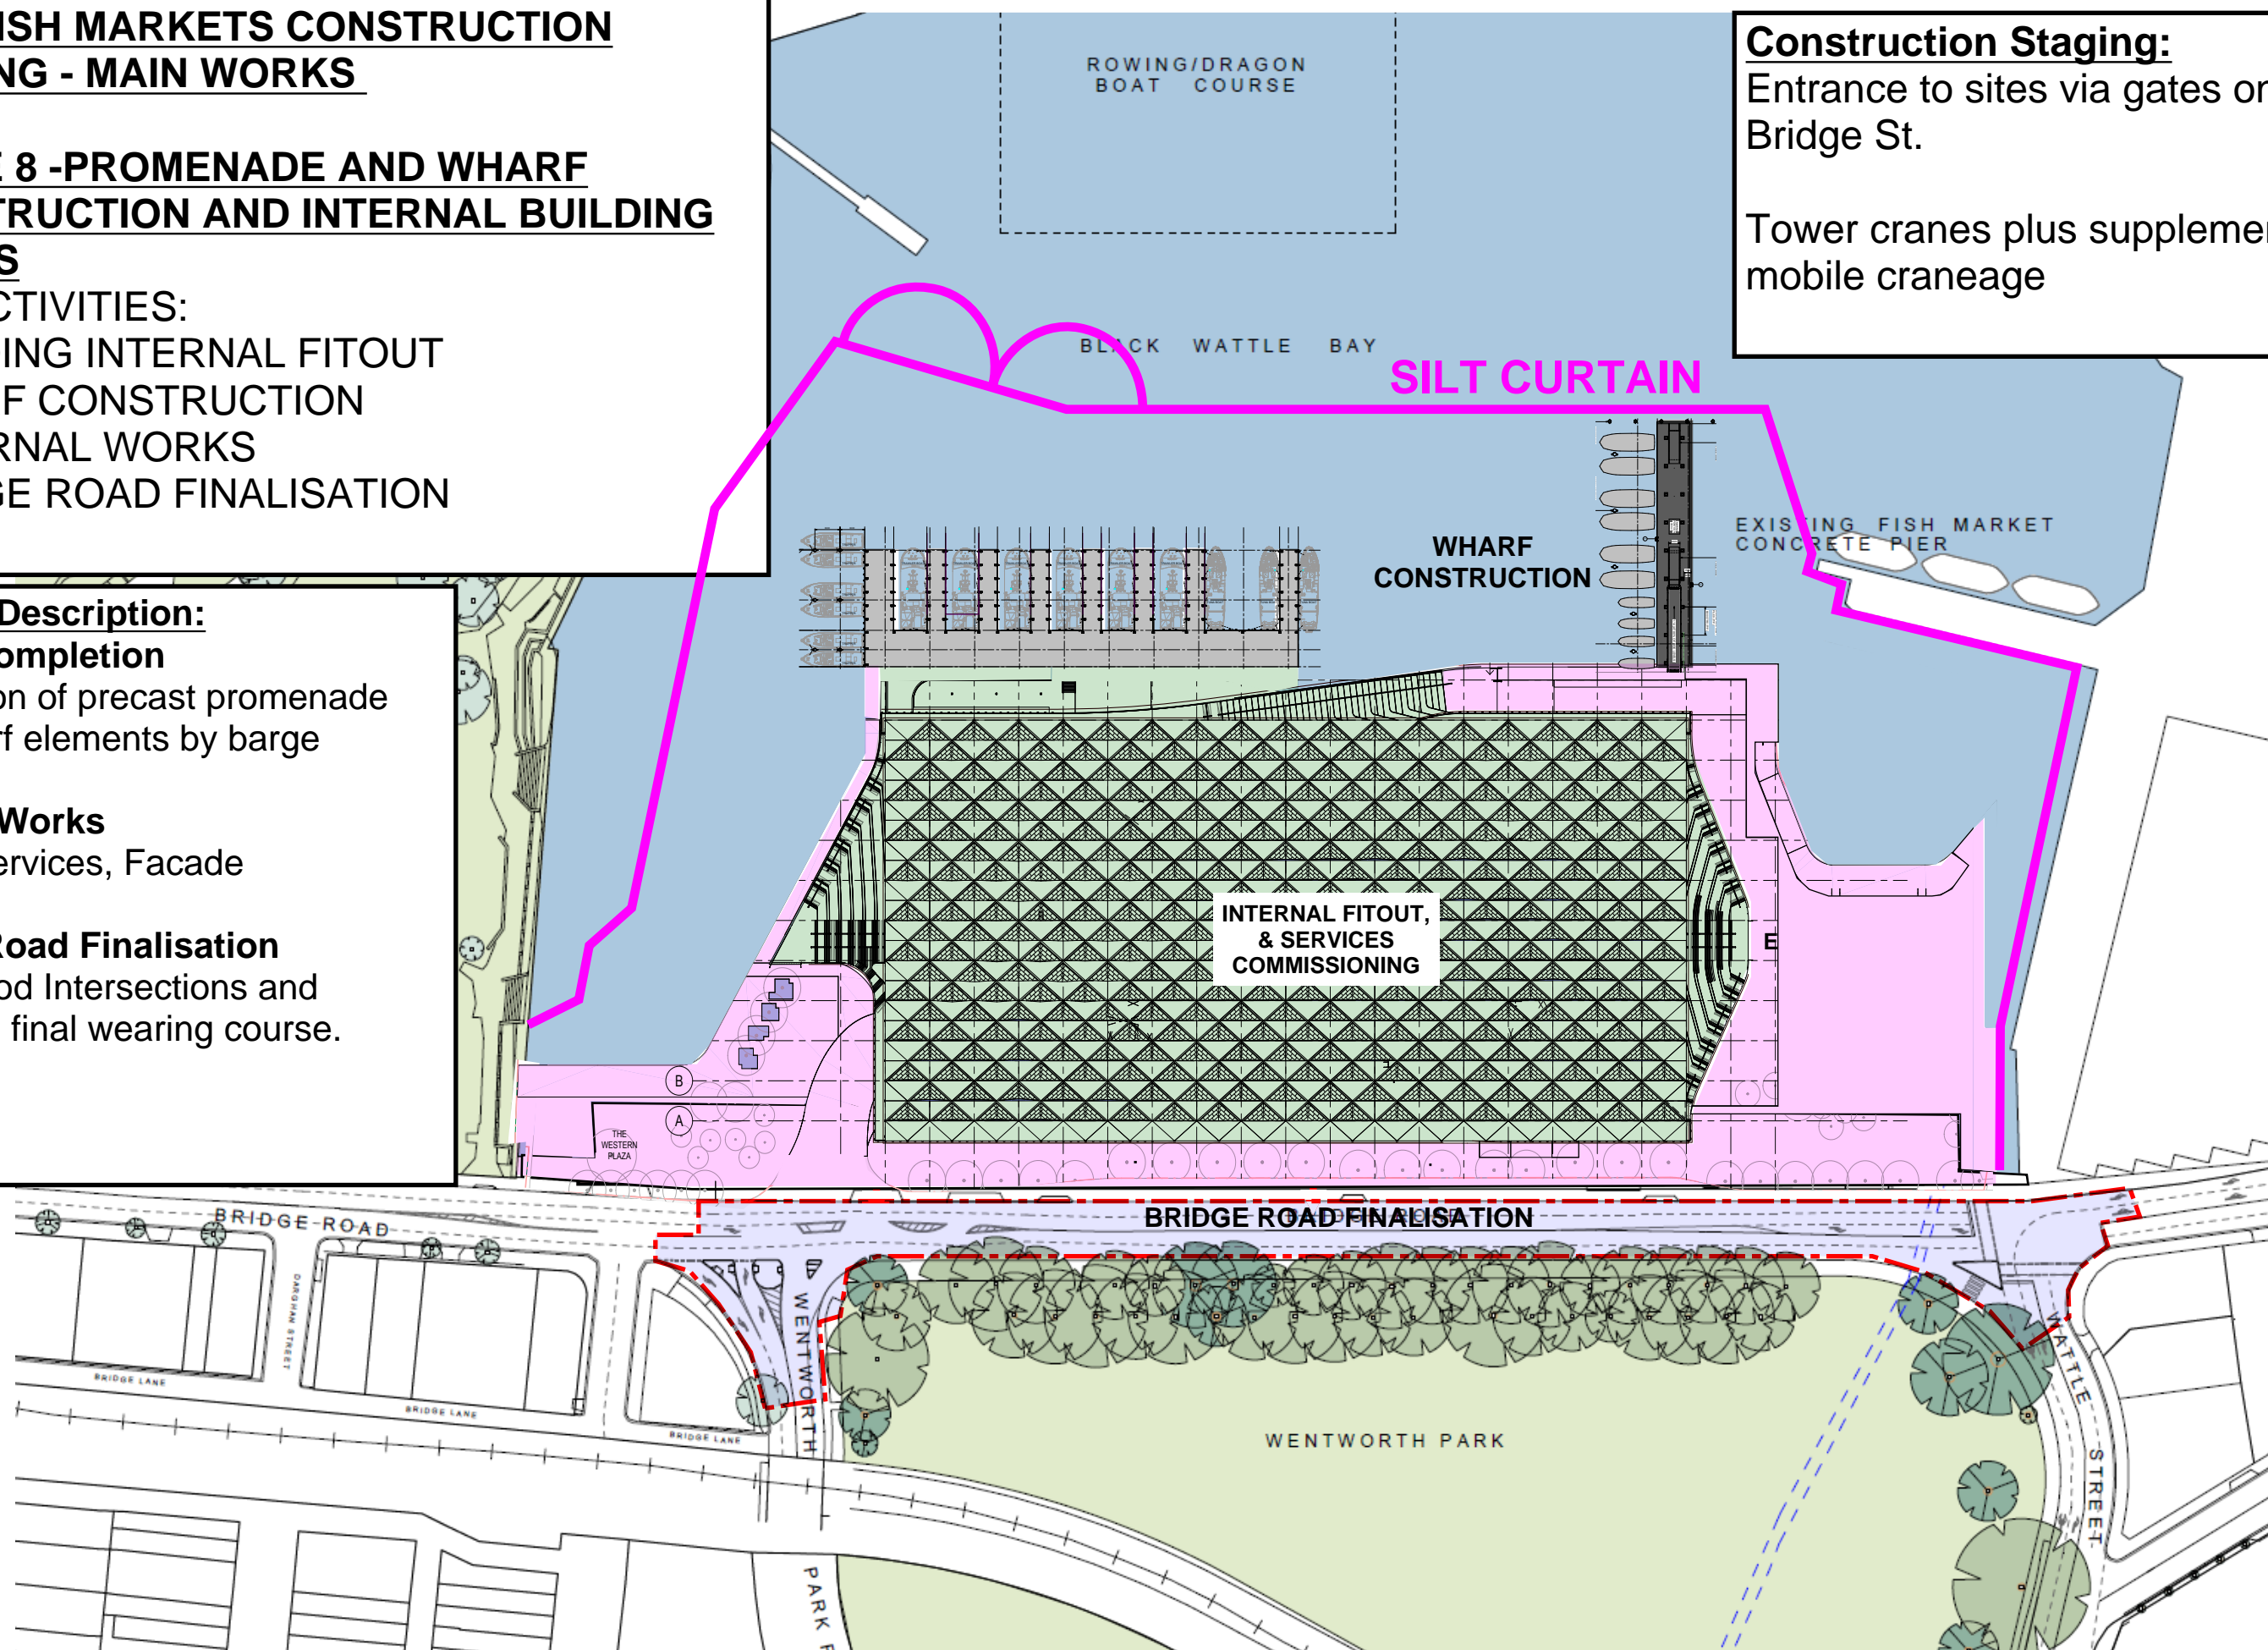 ISH MARKETS CONSTRUCTION
NG - MAIN WORKS
E 8 -PROMENADE AND WHARF
TRUCTION AND INTERNAL BUILDING
S
CTIVITIES:
ING INTERNAL FITOUT
F CONSTRUCTION
RNAL WORKS
GE ROAD FINALISATION
ROWING/DRAGON
BOAT COURSE
Construction Staging:
Entrance to sites via gates on
Bridge St.
Tower cranes plus supplemen
mobile craneage
BLACK WATTLE BAY
SILT CURTAIN
EXISTING FISH MARKET
CONCRETE PIER
WHARF
CONSTRUCTION
Description:
ompletion
on of precast promenade
rf elements by barge
Works
ervices, Facade
Road Finalisation
od Intersections and
final wearing course.
INTERNAL FITOUT,
& SERVICES
COMMISSIONING
E
B
A
THE
WESTERN
PLAZA
BRIDGE ROAD
BRIDGE ROAD FINALISATION
DARGHAN STREET
BRIDGE LANE
BRIDGE LANE
BRIDGE LANE
WENTWORTH
PARK R
WENTWORTH PARK
WATTLE
STREET